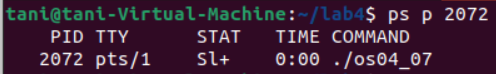 tani@tani-Virtual-Machine:~/lab4$ ps p 2072
PID TTY STAT TIME COMMAND
2072 pts/1 Sl+ 0:00 ./os04_07